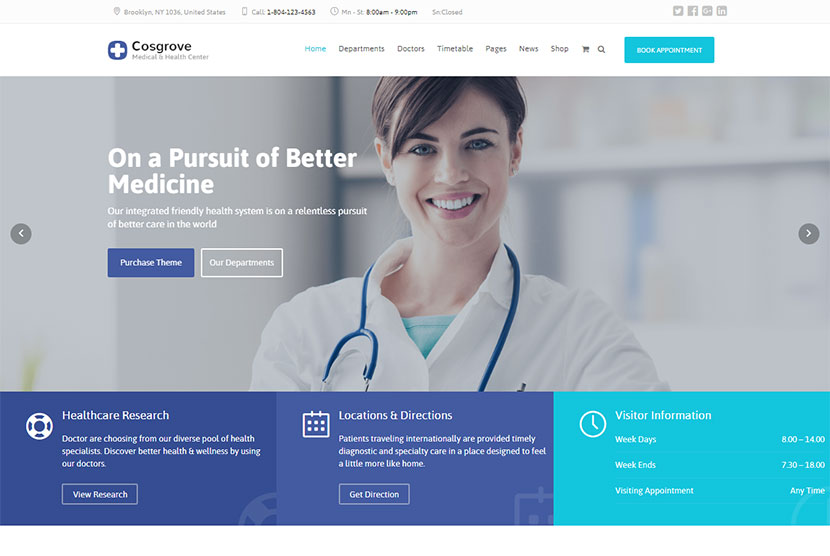 Brooklyn, NY 1036, United States Call: 1-804-123-4563 Mn - St: 8:00am - 9:00pm Sn:Closed
Cosgrove
Medical & Health Center
Home Departments Doctors Timetable Pages News Shop
BOOK APPOINTMENT
On a Pursuit of Better
Medicine
Our integrated friendly health system is on a relentless pursuit
of better care in the world
Purchase Theme Our Departments
Healthcare Research
Doctor are choosing from our diverse pool of health
specialists. Discover better health & wellness by using
our doctors.
View Research
Locations & Directions
Patients traveling internationally are provided timely
diagnostic and specialty care in a place designed to feel
a little more like home.
Get Direction
Visitor Information
Week Days 8.00 – 14.00
Week Ends 7.30 – 18.00
Visiting Appointment Any Time